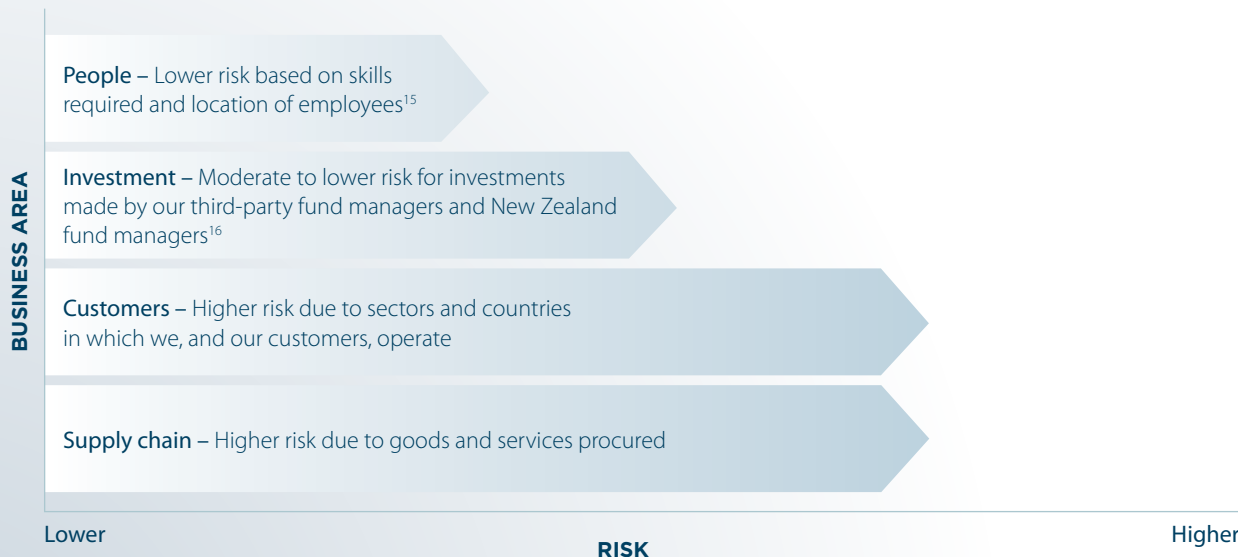 BUSINESS AREA
People – Lower risk based on skills
required and location of employees15
Investment – Moderate to lower risk for investments
made by our third-party fund managers and New Zealand
fund managers16
Customers – Higher risk due to sectors and countries
in which we, and our customers, operate
Supply chain – Higher risk due to goods and services procured
Lower
RISK
Higher